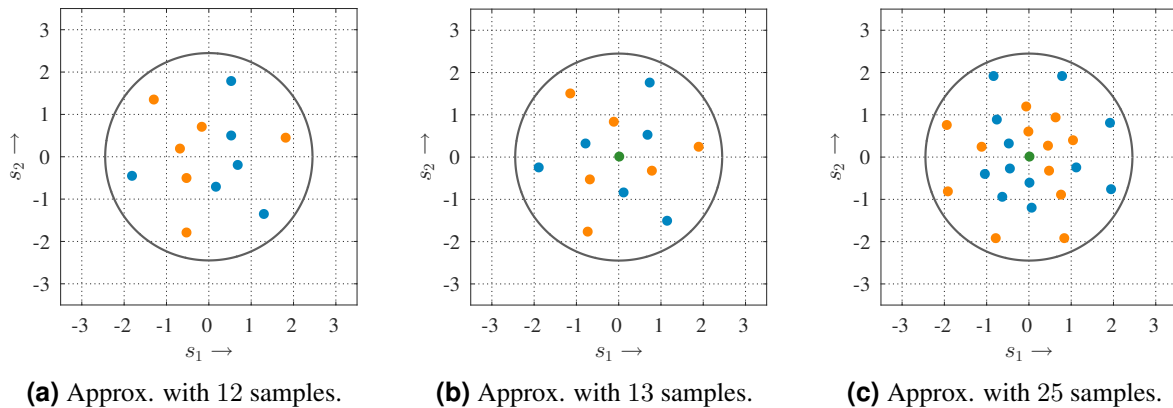 3
2
1
0
-1
-2
-3
s₂ →
-3 -2 -1 0 1 2 3
s₁ →
(a) Approx. with 12 samples.
3
2
1
0
-1
-2
-3
s₂ →
-3 -2 -1 0 1 2 3
s₁ →
(b) Approx. with 13 samples.
3
2
1
0
-1
-2
-3
s₂ →
-3 -2 -1 0 1 2 3
s₁ →
(c) Approx. with 25 samples.